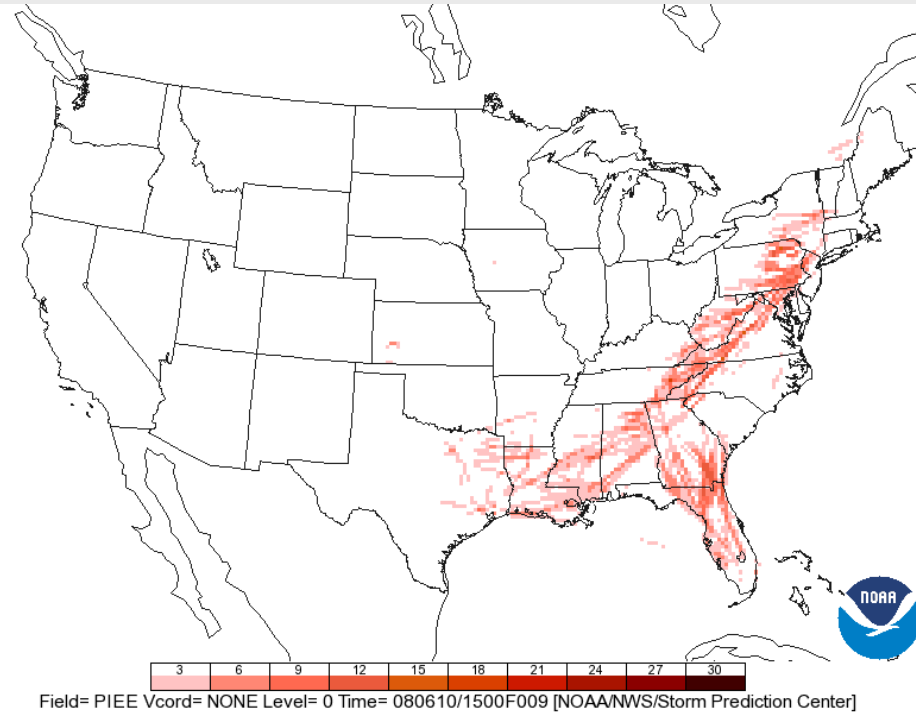 NOAA
3 6 9 12 15 18 21 24 27 30
Field= PIEE Vcord= NONE Level= 0 Time= 080610/1500F009 [NOAA/NWS/Storm Prediction Center]